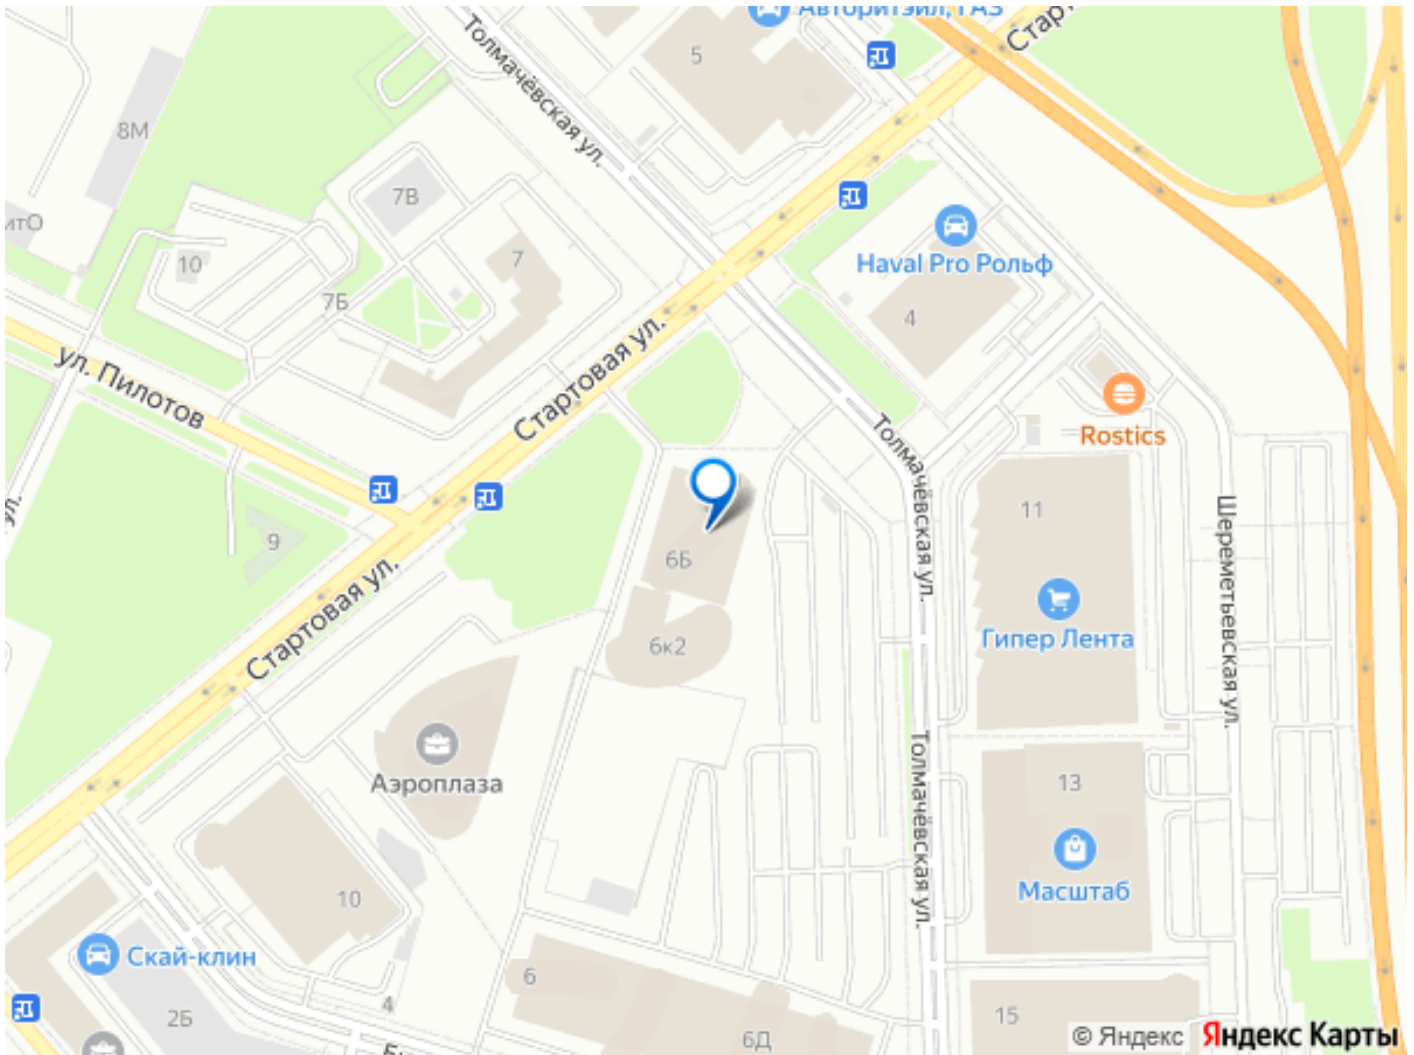 Авторитэйл, ГАЗ
Толмачёвская ул.
5
8М
7В
10
7
7Б
Haval Pro Рольф
4
ул. Пилотов
Стартовая ул.
Толмачёвская ул.
Rostics
9
6Б
11
Шереметьевская ул.
Гипер Лента
Стартовая ул.
6к2
Аэроплаза
Толмачёвская ул.
13
Масштаб
10
Скай-клин
6
4
2Б
6Д
15
© Яндекс
Яндекс Карты